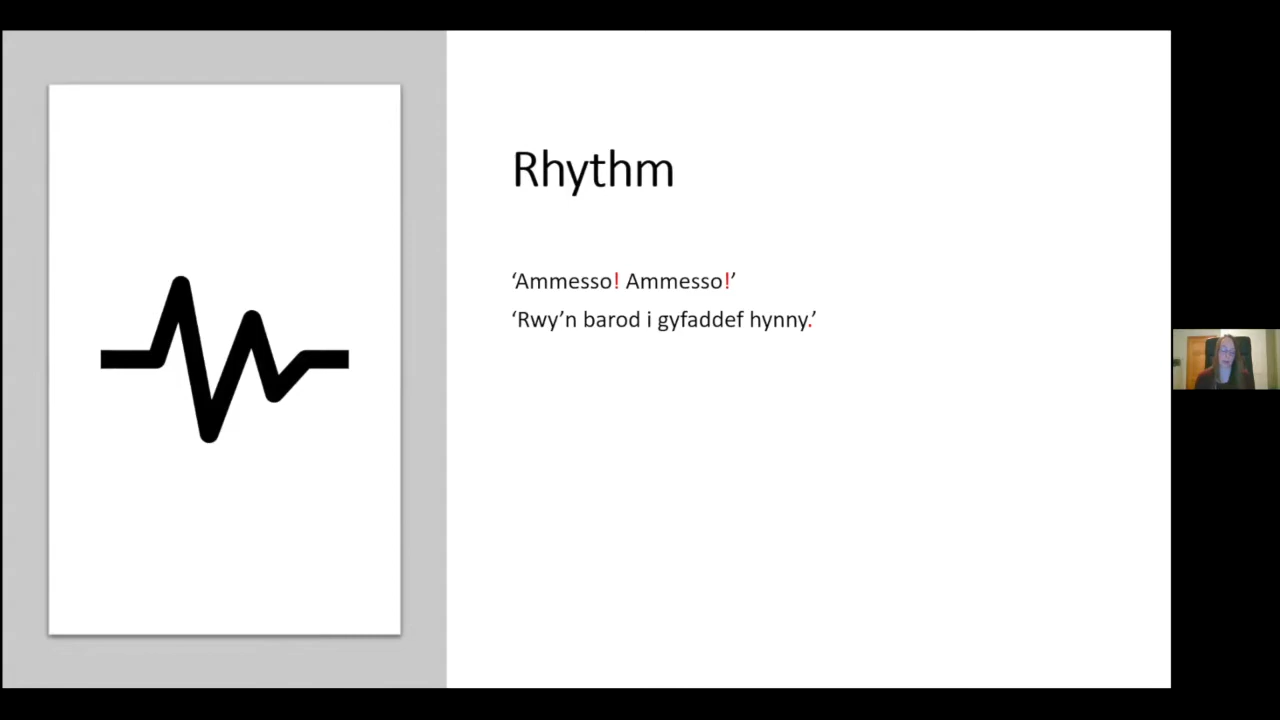 Rhythm
‘Ammesso! Ammesso!’
‘Rwy’n barod i gyfaddef hynny.’